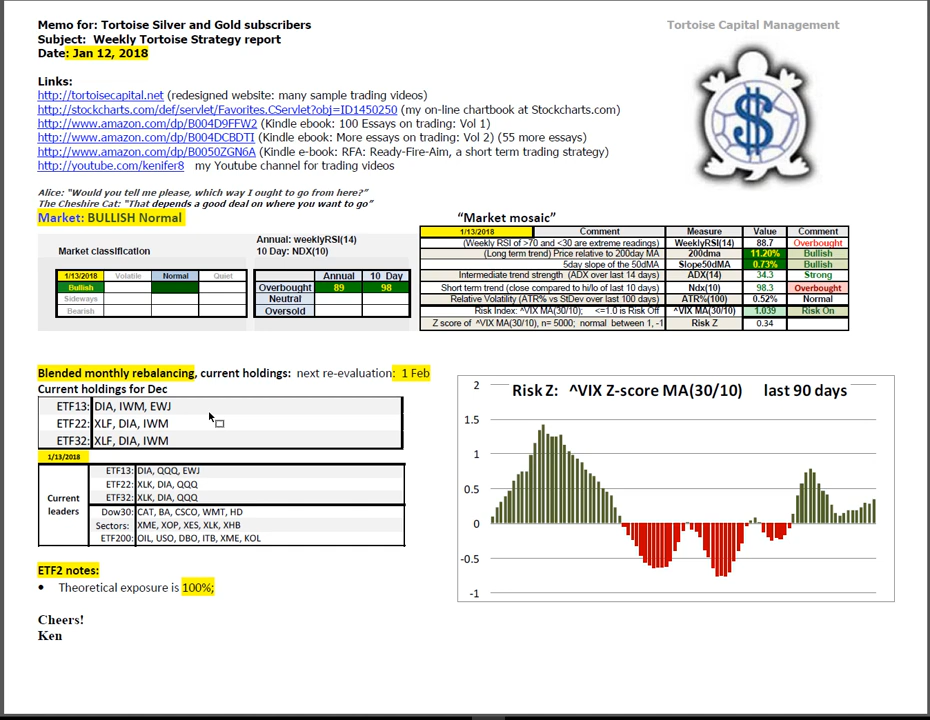 Memo for: Tortoise Silver and Gold subscribers
Subject: Weekly Tortoise Strategy report
Date: Jan 12, 2018
Tortoise Capital Management
$
Links:
http://tortoisecapital.net (redesigned website: many sample trading videos)
http://stockcharts.com/def/servlet/Favorites.CServlet?obj=ID1450250 (my on-line chartbook at Stockcharts.com)
http://www.amazon.com/dp/B004D9FFW2 (Kindle ebook: 100 Essays on trading: Vol 1)
http://www.amazon.com/dp/B004DCBDTI (Kindle ebook: More essays on trading: Vol 2) (55 more essays)
http://www.amazon.com/dp/B0050ZGN6A (Kindle e-book: RFA: Ready-Fire-Aim, a short term trading strategy)
http://youtube.com/kenifer8 my Youtube channel for trading videos
Alice: "Would you tell me please, which way I ought to go from here?"
The Cheshire Cat: "That depends a good deal on where you want to go"
Market: BULLISH Normal
Market classification
1/13/2018 Volatile Normal Quiet
Bullish
Sideways
Bearish
Annual: weeklyRSI(14)
10 Day: NDX(10)
Annual 10 Day
Overbought 89 98
Neutral
Oversold
"Market mosaic"
1/13/2018 Comment Measure Value Comment
(Weekly RSI of >70 and <30 are extreme readings) WeeklyRSI(14) 88.7 Overbought
(Long term trend) Price relative to 200day MA 200dma 11.20% Bullish
5day slope of the 50dMA Slope50dMA 0.73% Bullish
Intermediate trend strength (ADX over last 14 days) ADX(14) 34.3 Strong
Short term trend (close compared to hi/lo of last 10 days) Ndx(10) 98.3 Overbought
Relative Volatility (ATR% vs StDev over last 100 days) ATR%(100) 0.52% Normal
Risk Index: ^VIX MA(30/10); <=1.0 is Risk Off ^VIX MA(30/10) 1.039 Risk On
Z score of ^VIX MA(30/10), n= 5000; normal between 1, -1 Risk Z 0.34
Blended monthly rebalancing, current holdings: next re-evaluation: 1 Feb
Current holdings for Dec
ETF13: DIA, IWM, EWJ
ETF22: XLF, DIA, IWM
ETF32: XLF, DIA, IWM
1/13/2018
Current leaders
ETF13: DIA, QQQ, EWJ
ETF22: XLK, DIA, QQQ
ETF32: XLK, DIA, QQQ
Dow30: CAT, BA, CSCO, WMT, HD
Sectors: XME, XOP, XES, XLK, XHB
ETF200: OIL, USO, DBO, ITB, XME, KOL
Risk Z: ^VIX Z-score MA(30/10) last 90 days
2
1.5
1
0.5
0
-0.5
-1
ETF2 notes:
• Theoretical exposure is 100%;
Cheers!
Ken